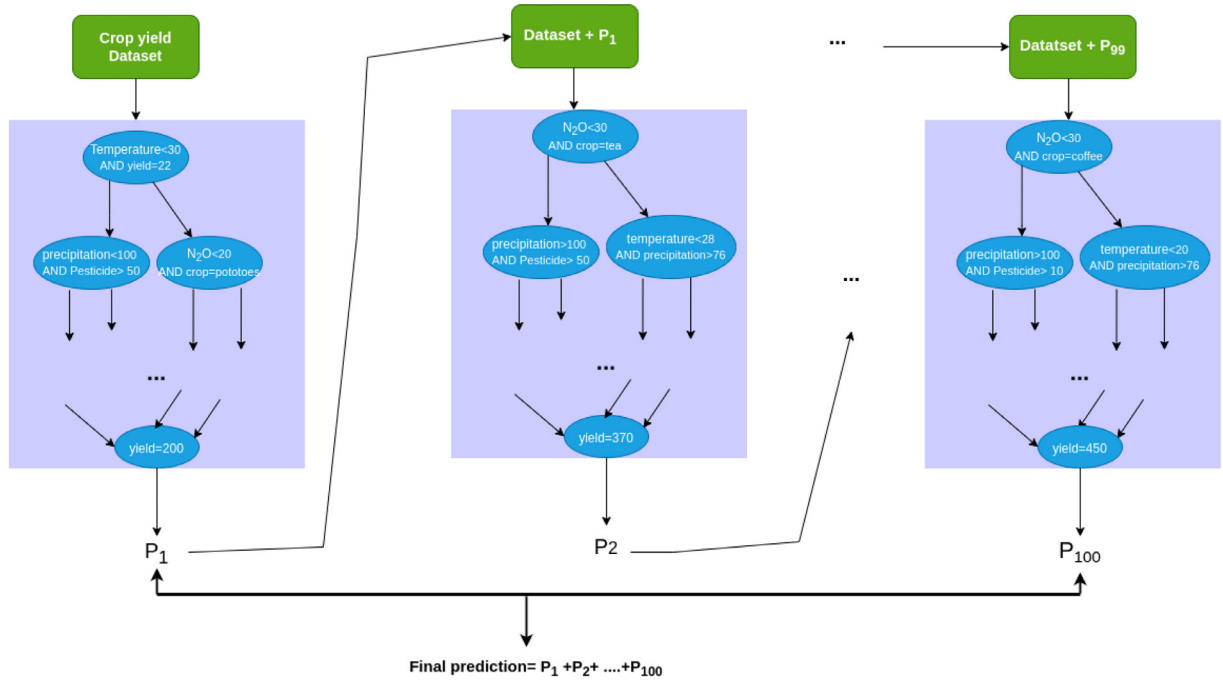 Crop yield
Dataset
Temperature<30
AND yield=22
precipitation<100
AND Pesticide> 50
N2O<20
AND crop=pototoes
...
yield=200
P1
Dataset + P1
N2O<30
AND crop=tea
precipitation>100
AND Pesticide> 50
temperature<28
AND precipitation>76
...
yield=370
P2
...
...
Datatset + P99
N2O<30
AND crop=coffee
precipitation>100
AND Pesticide> 10
temperature<20
AND precipitation>76
...
yield=450
P100
Final prediction= P1 +P2+ ....+P100